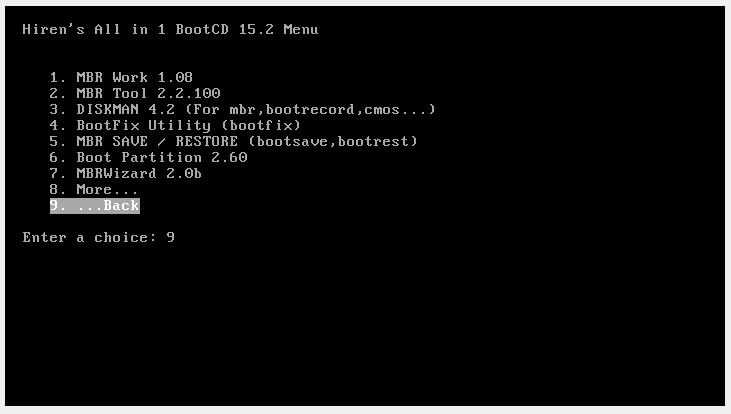 Hiren's All in 1 BootCD 15.2 Menu
1. MBR Work 1.08
2. MBR Tool 2.2.100
3. DISKMAN 4.2 (For mbr,bootrecord,cmos...)
4. BootFix Utility (bootfix)
5. MBR SAVE / RESTORE (bootsave,bootrest)
6. Boot Partition 2.60
7. MBRWizard 2.0b
8. More...
9. ...Back
Enter a choice: 9